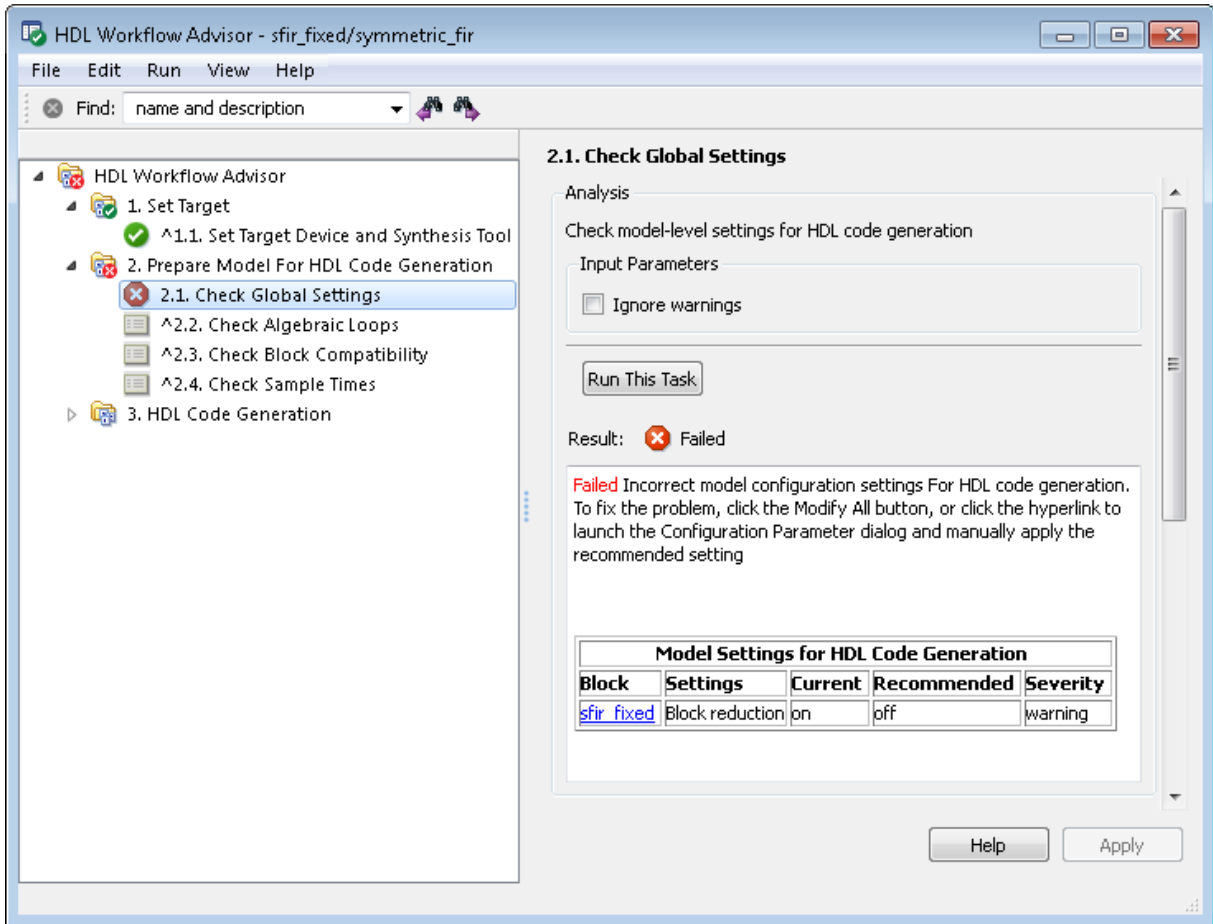 HDL Workflow Advisor - sfir_fixed/symmetric_fir
File Edit Run View Help
Find: name and description
HDL Workflow Advisor
1. Set Target
^1.1. Set Target Device and Synthesis Tool
2. Prepare Model For HDL Code Generation
2.1. Check Global Settings
^2.2. Check Algebraic Loops
^2.3. Check Block Compatibility
^2.4. Check Sample Times
3. HDL Code Generation
2.1. Check Global Settings
Analysis
Check model-level settings for HDL code generation
Input Parameters
Ignore warnings
Run This Task
Result: Failed
Failed Incorrect model configuration settings For HDL code generation.
To fix the problem, click the Modify All button, or click the hyperlink to
launch the Configuration Parameter dialog and manually apply the
recommended setting
Model Settings for HDL Code Generation
Block Settings Current Recommended Severity
sfir_fixed Block reduction on off warning
Help Apply